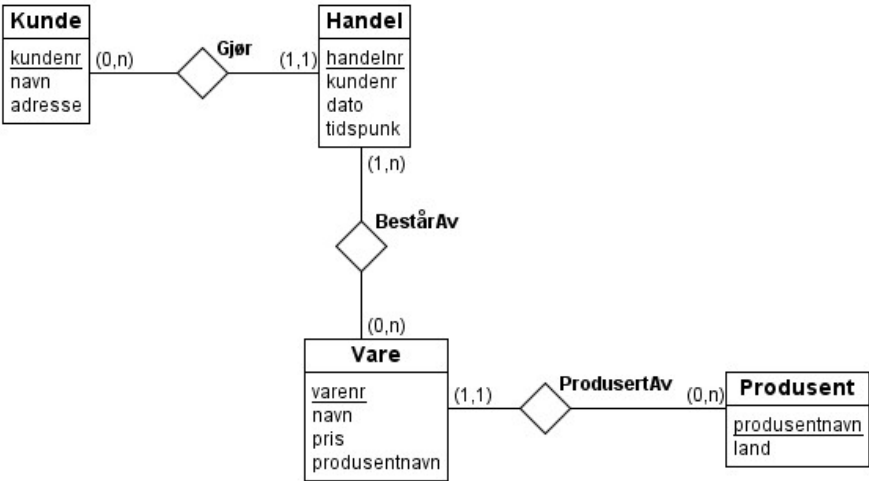 Kunde
kundenr
navn
adresse
(0,n)
Gjør
(1,1)
Handel
handelnr
kundenr
dato
tidspunk
(1,n)
BestårAv
(0,n)
Vare
varenr
navn
pris
produsentnavn
(1,1)
ProdusertAv
(0,n)
Produsent
produsentnavn
land